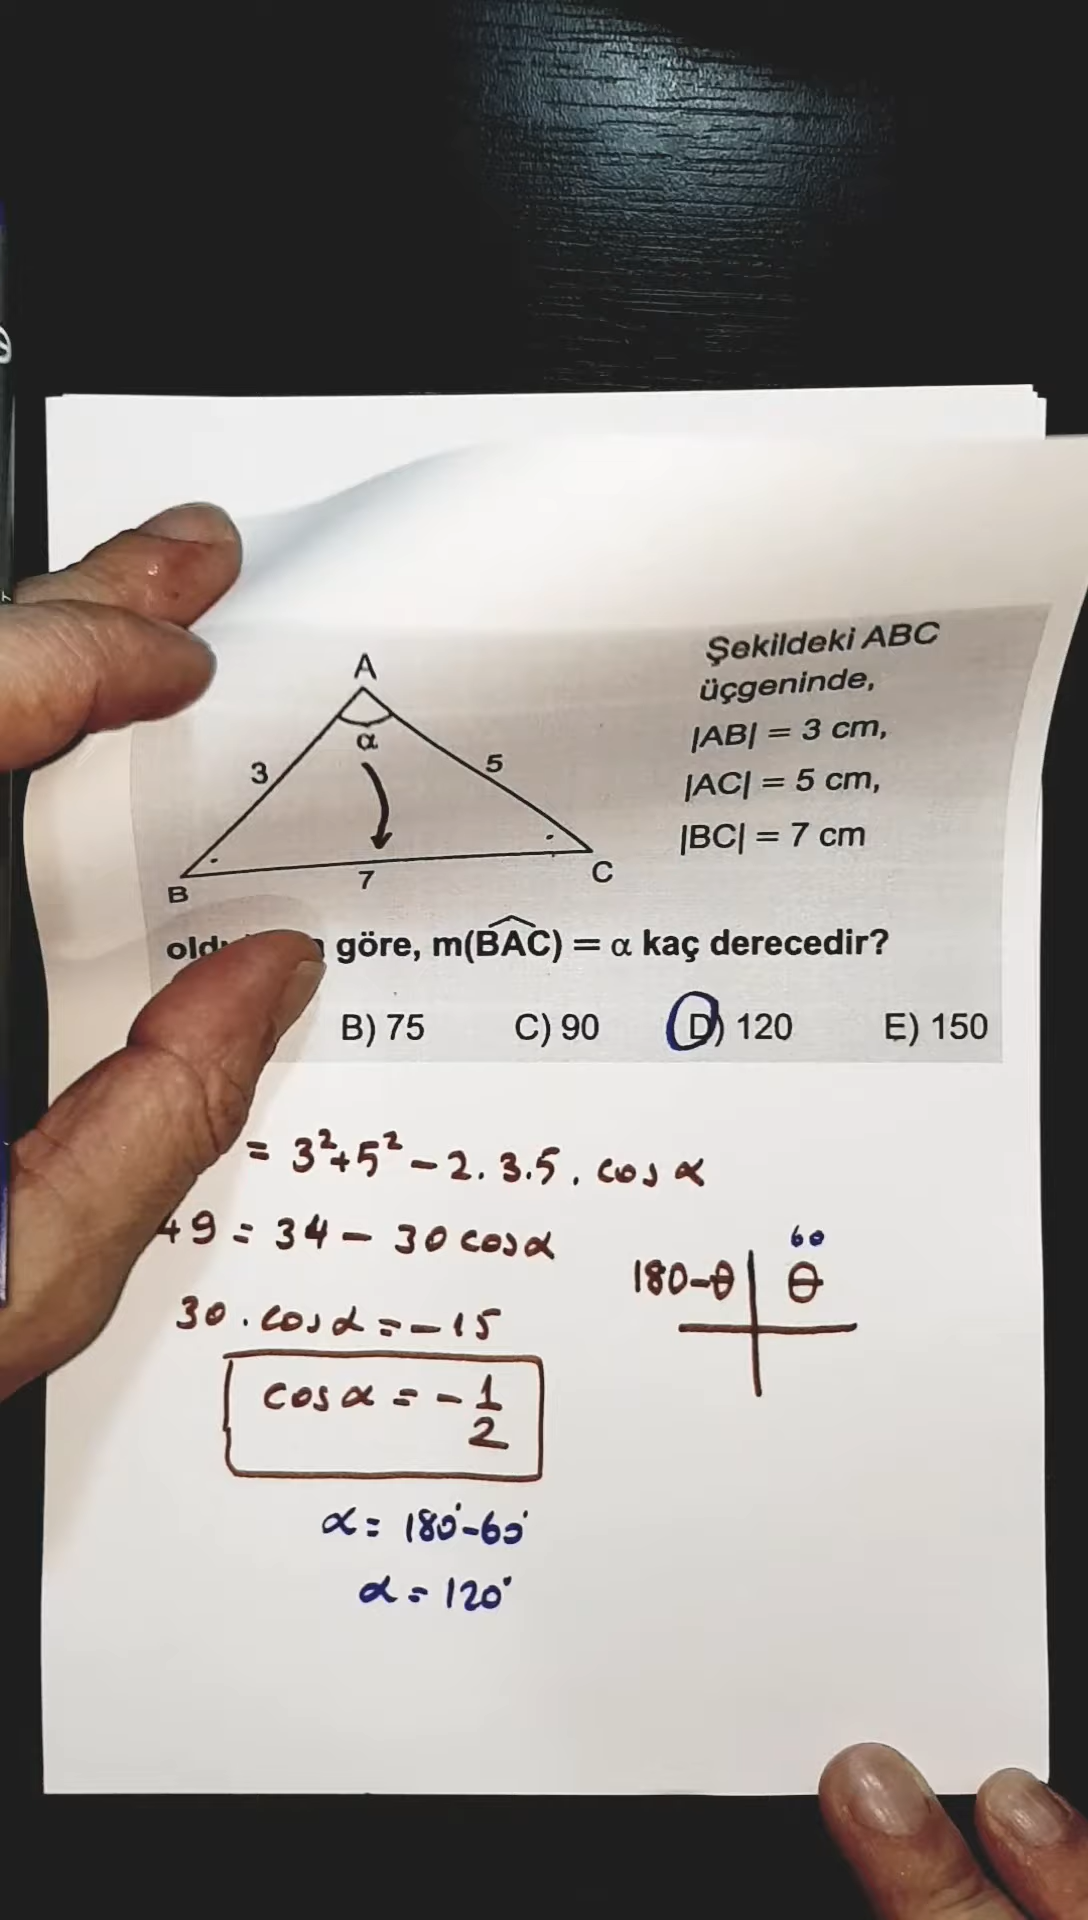 A
α
3
5
7
B
C
Şekildeki ABC
üçgeninde,
|AB| = 3 cm,
|AC| = 5 cm,
|BC| = 7 cm
göre, m(BAC) = α kaç derecedir?
B) 75 C) 90 D) 120 E) 150
= 3²+5² – 2. 3.5 . cos α
49 = 34 – 30 cosα
60
180-θ θ
30 . cos α = – 15
cos α = - 1/2
α = 180° - 60°
α = 120°